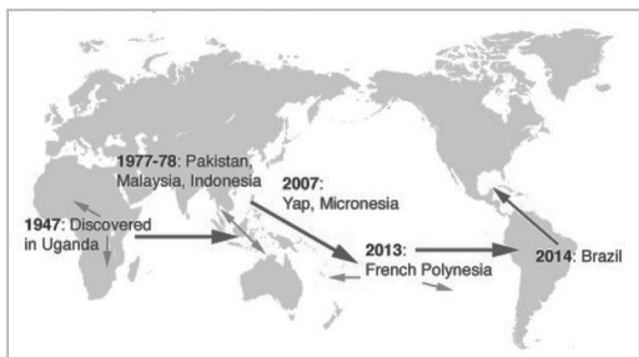 1977-78: Pakistan,
Malaysia, Indonesia
2007:
Yap, Micronesia
1947: Discovered
in Uganda
2013:
French Polynesia
2014: Brazil